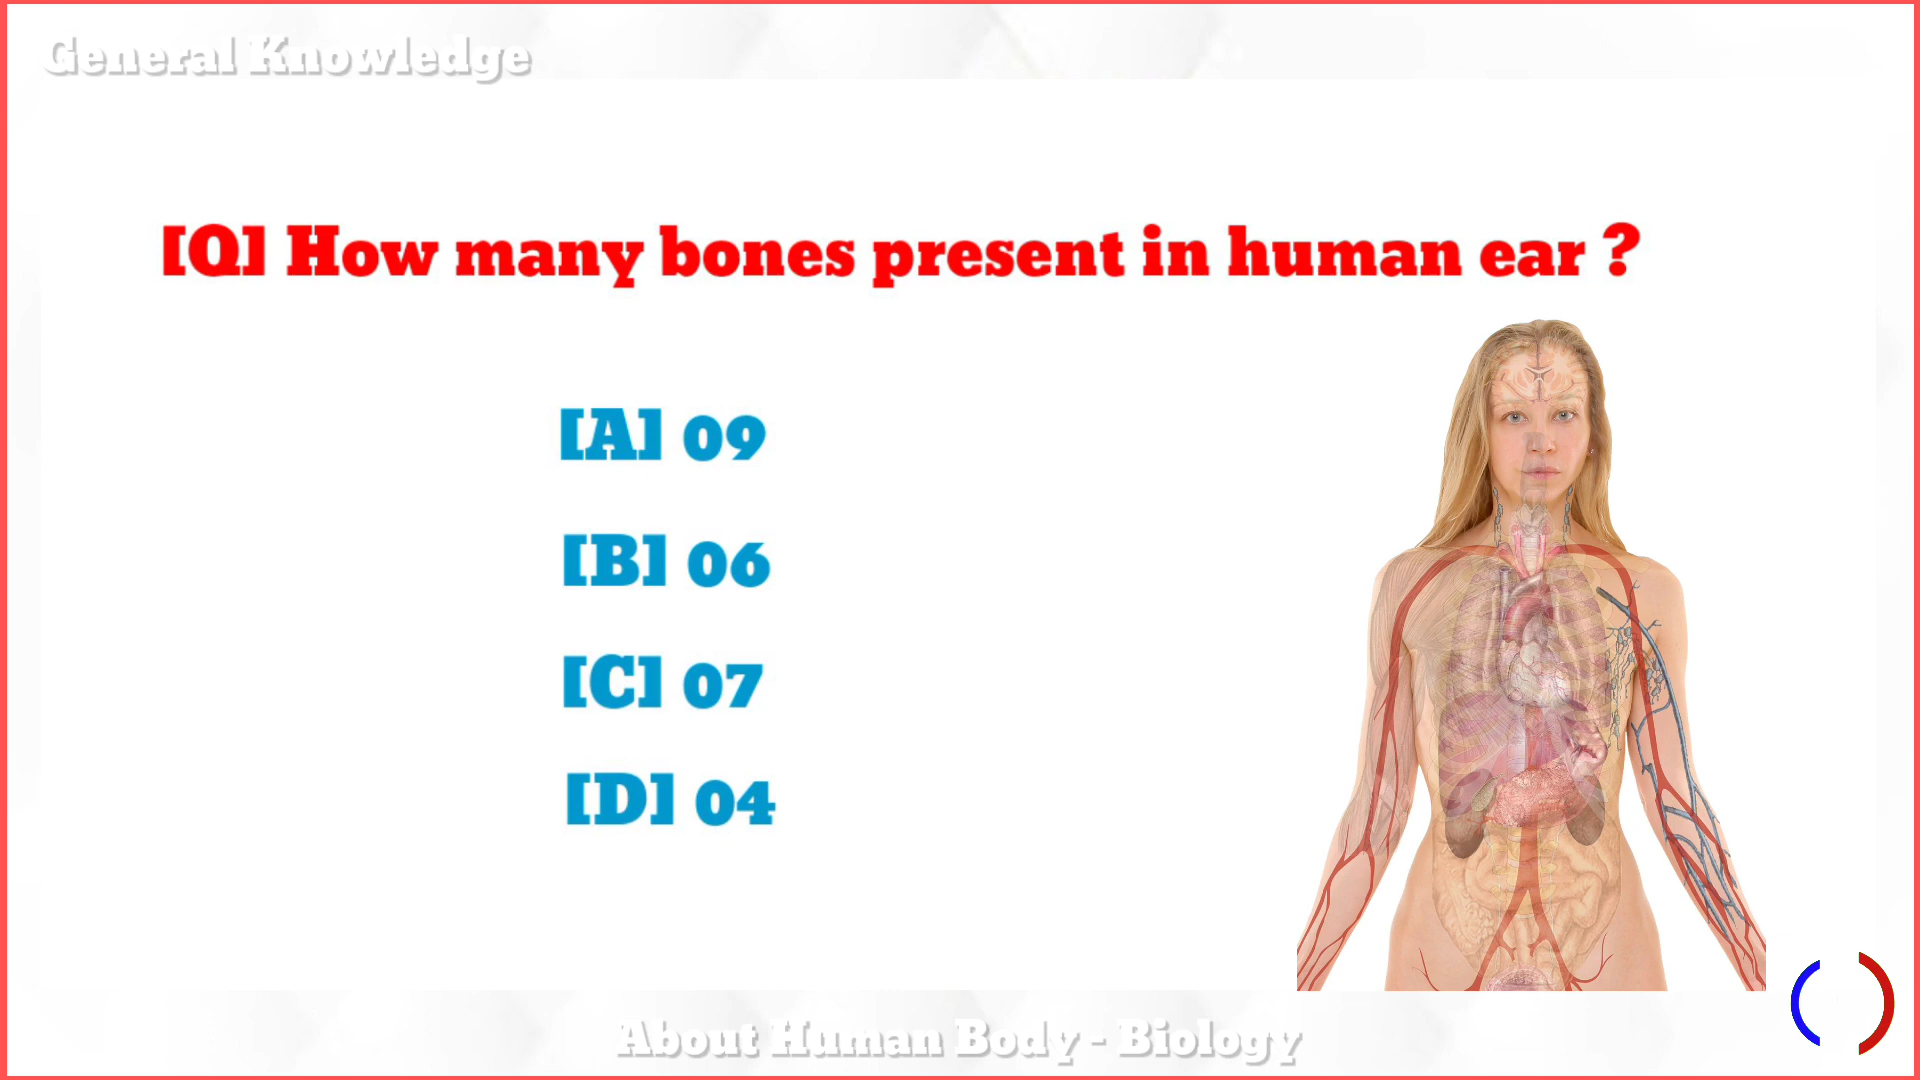 General Knowledge
[Q] How many bones present in human ear ?
[A] 09
[B] 06
[C] 07
[D] 04
About Human Body - Biology